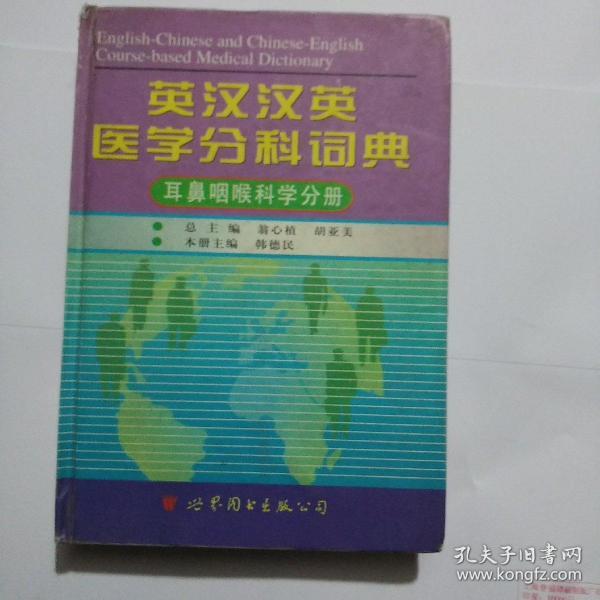 English-Chinese and Chinese-English
Course-based Medical Dictionary
英汉汉英
医学分科词典
耳鼻咽喉科学分册
● 总主编 翁心植 胡亚美
● 本册主编 韩德民
世界图书出版公司
孔夫子旧书网
www.kongfz.com